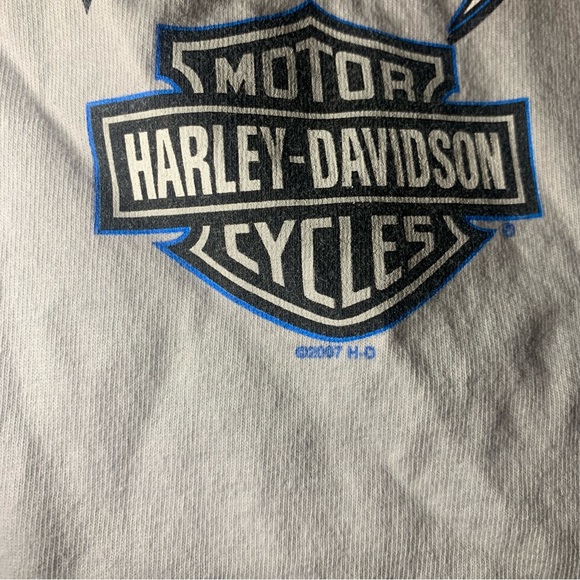 MOTOR
HARLEY-DAVIDSON
CYCLES
®
©2007 H-D